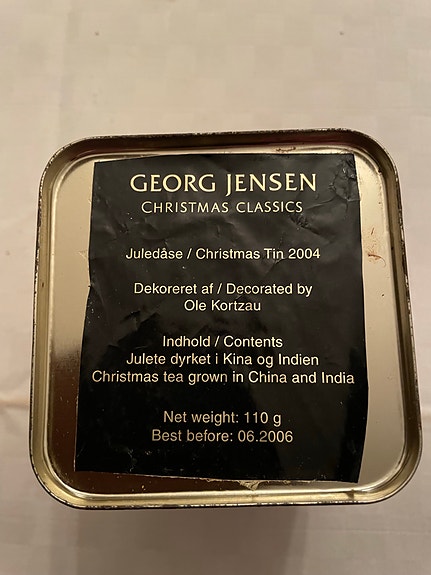 GEORG JENSEN
CHRISTMAS CLASSICS
Juledåse / Christmas Tin 2004
Dekoreret af / Decorated by
Ole Kortzau
Indhold / Contents
Julete dyrket i Kina og Indien
Christmas tea grown in China and India
Net weight: 110 g
Best before: 06.2006